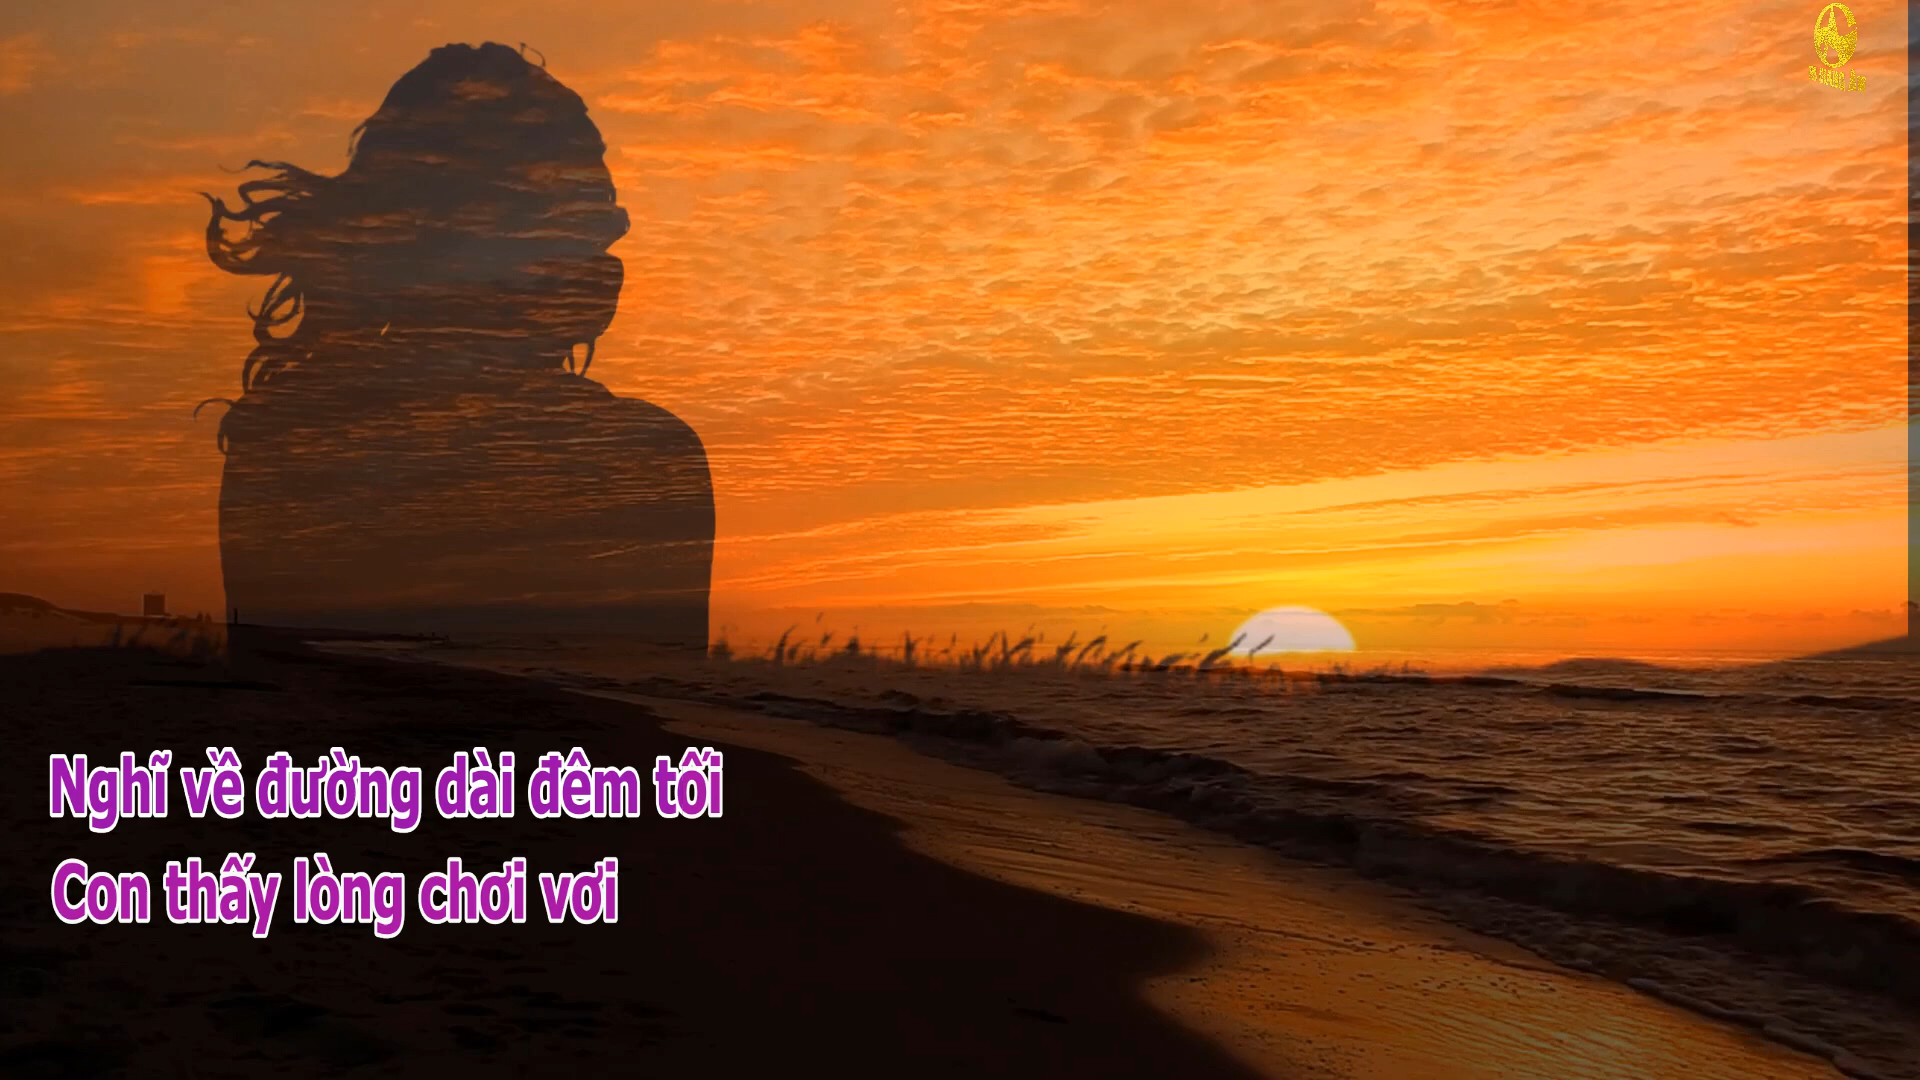 Nghĩ về đường dài đêm tối
Con thấy lòng chơi vơi